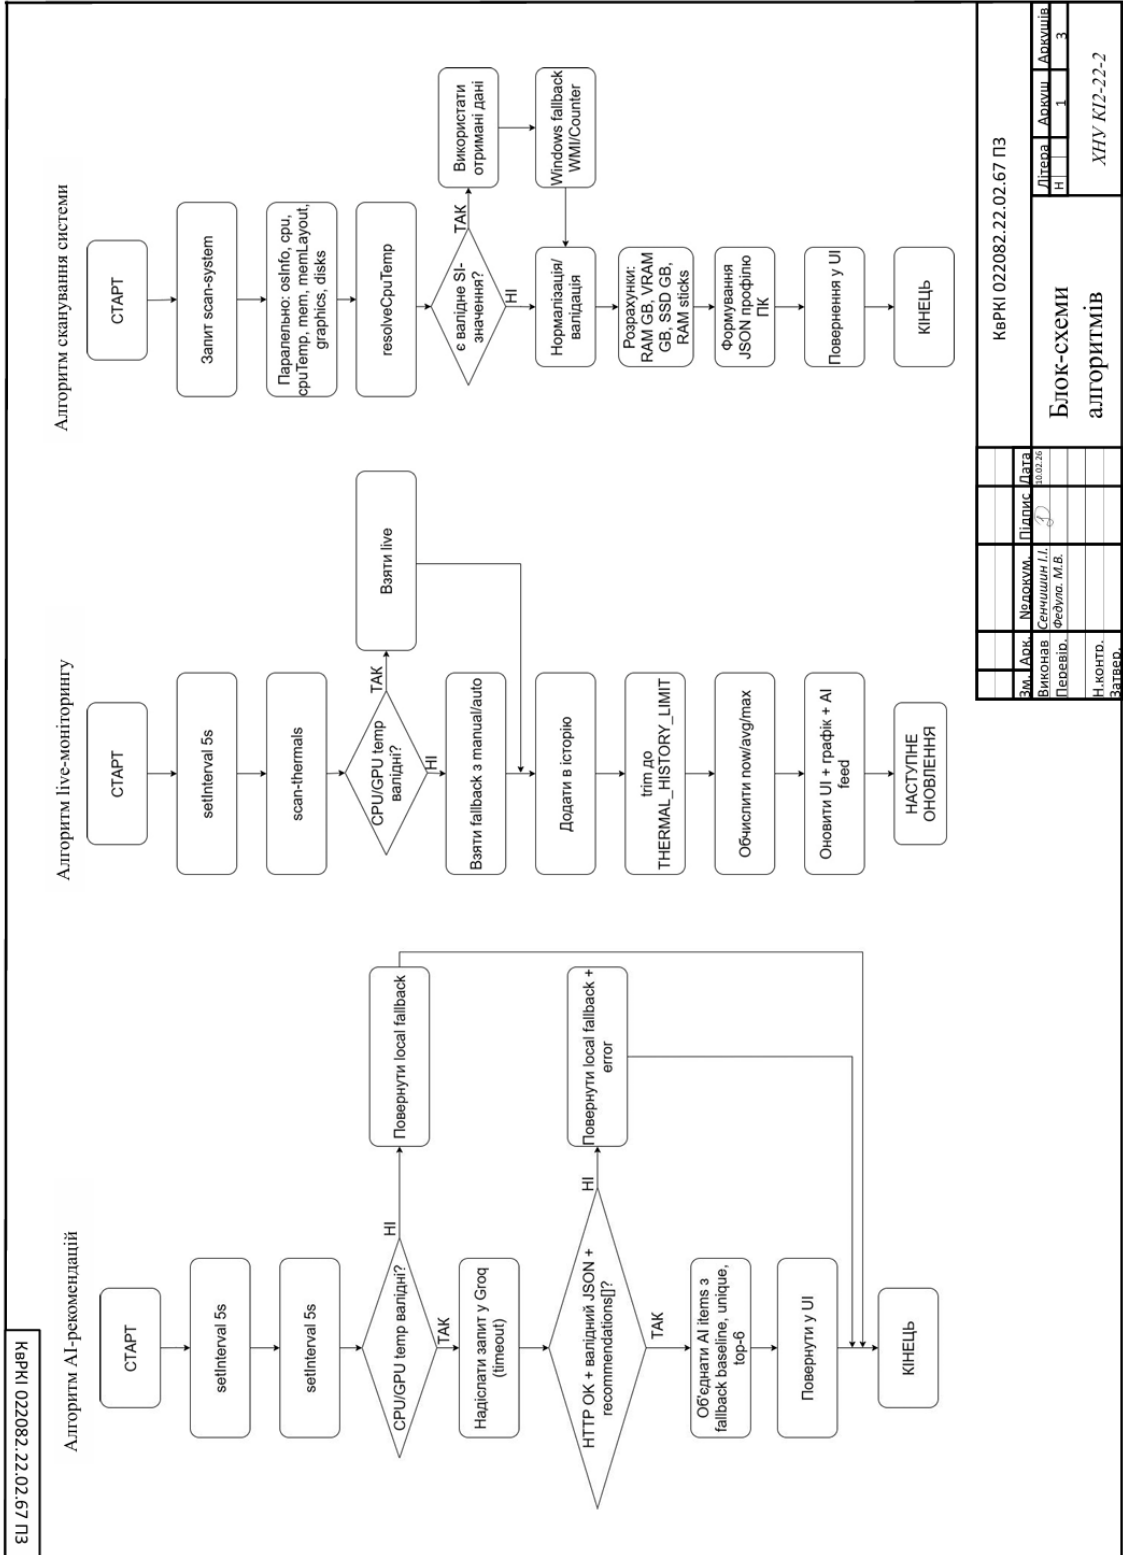 КвРКІ 022082.22.02.67 ПЗ
Алгоритм AI-рекомендацій
СТАРТ
setInterval 5s
setInterval 5s
CPU/GPU temp валідні?
НІ
Повернути local fallback
ТАК
Надіслати запит у Groq
(timeout)
HTTP OK + валідний JSON +
recommendations[]?
НІ
Повернути local fallback +
error
ТАК
Об'єднати AI items з
fallback baseline, unique,
top-6
Повернути у UI
КІНЕЦЬ
Алгоритм live-моніторингу
СТАРТ
setInterval 5s
scan-thermals
CPU/GPU temp
валідні?
ТАК
Взяти live
НІ
Взяти fallback з manual/auto
Додати в історію
trim до
THERMAL_HISTORY_LIMIT
Обчислити now/avg/max
Оновити UI + графік + AI
feed
НАСТУПНЕ
ОНОВЛЕННЯ
Алгоритм сканування системи
СТАРТ
Запит scan-system
Паралельно: osInfo, cpu,
cpuTemp, mem, memLayout,
graphics, disks
resolveCpuTemp
є валідне SI-
значення?
ТАК
Використати
отримані дані
Windows fallback
WMI/Counter
НІ
Нормаліазація/
валідація
Розрахунки:
RAM GB, VRAM
GB, SSD GB,
RAM sticks
Формування
JSON профілю
ПК
Повернення у UI
КІНЕЦЬ
КвРКІ 022082.22.02.67 ПЗ
Зм. Арк. №докум. Підпис Дата
Виконав Сенчишин І.І. 10.02.26
Перевір. Федула. М.В.
Н.контр.
Затвер.
Блок-схеми
алгоритмів
Літера Аркуш Аркушів
Н 1 3
ХНУ КІ2-22-2